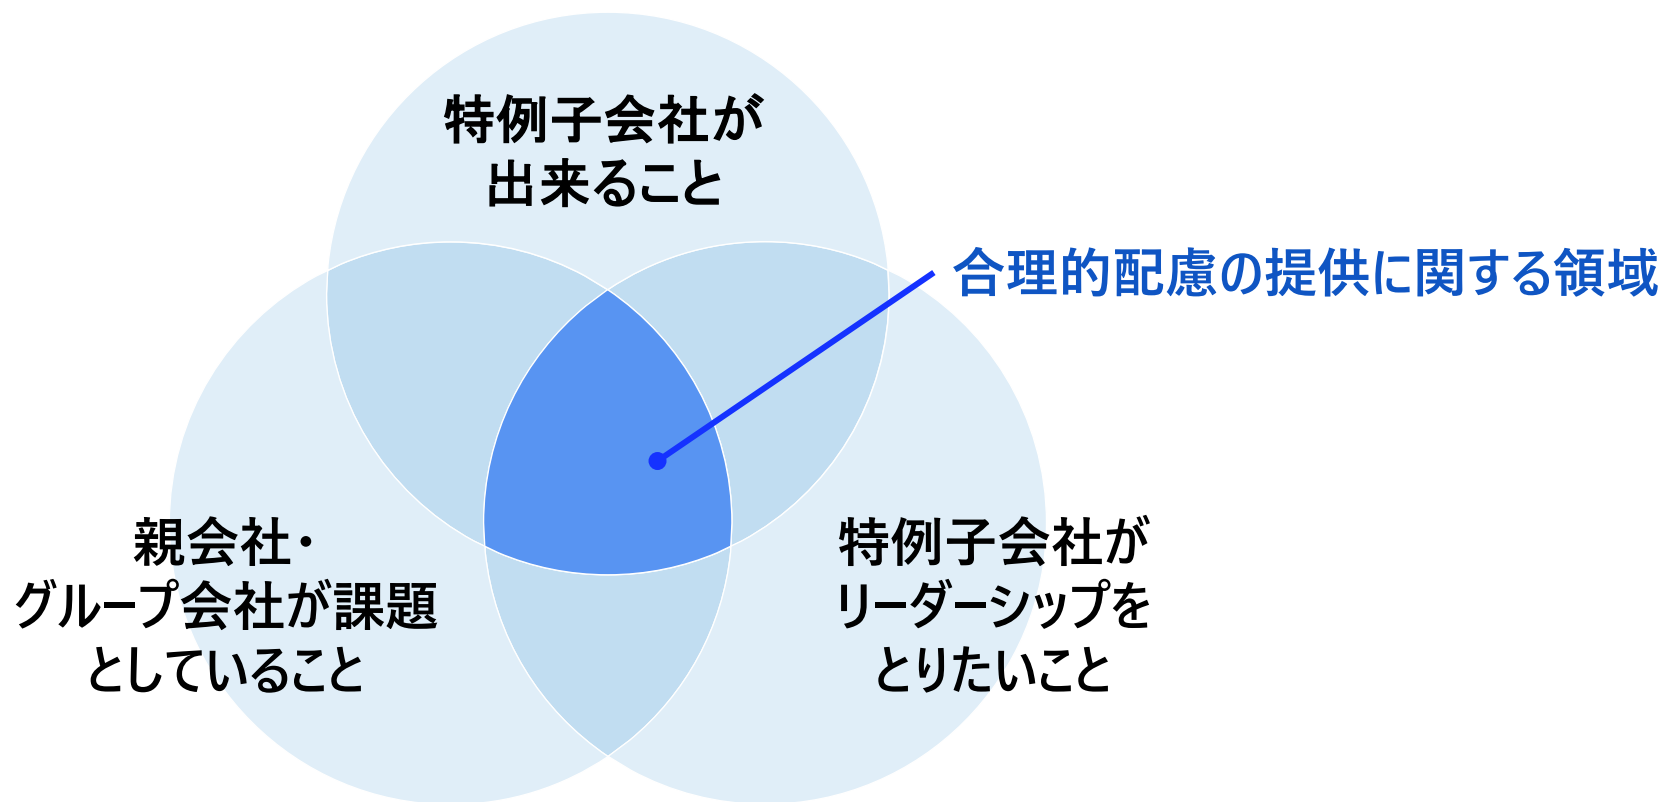 特例子会社が
出来ること
合理的配慮の提供に関する領域
親会社・
グループ会社が課題
としていること
特例子会社が
リーダーシップを
とりたいこと